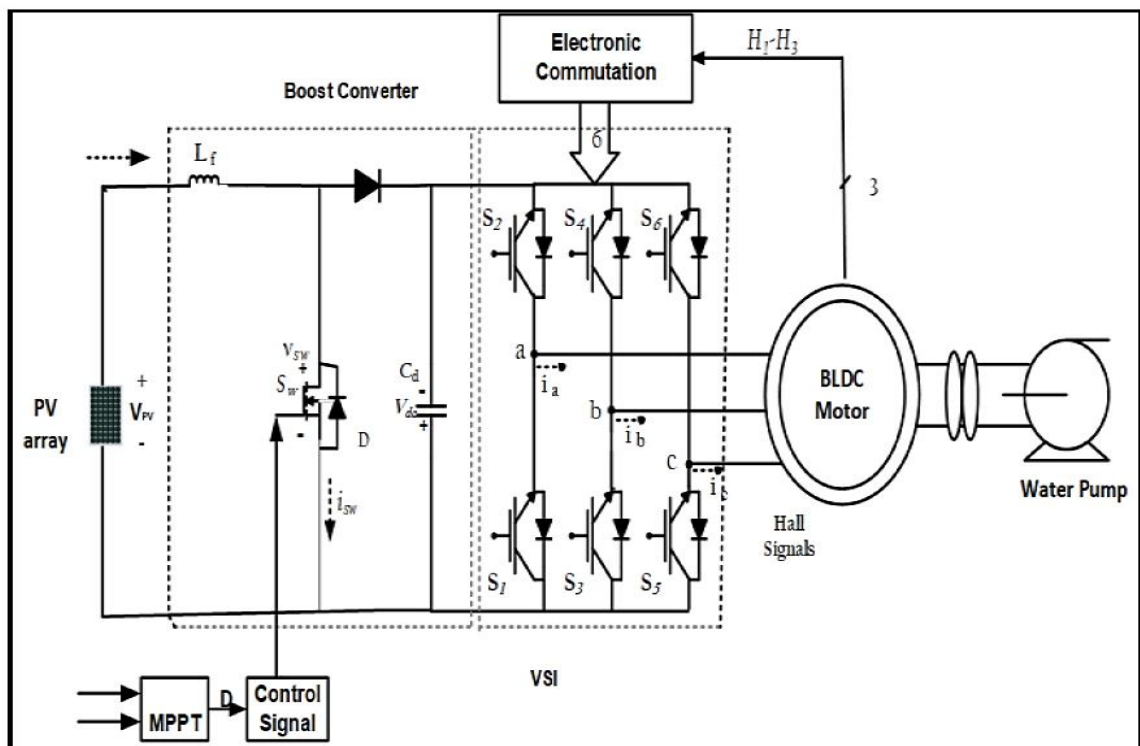 Electronic
Commutation
H1-H3
Boost Converter
6
Lf
3
S2
S4
S6
vsw
+
Sw
-
D
isw
Cd
-
Vdc
+
PV
array
+
VPV
-
a
ia
b
ib
c
ic
BLDC
Motor
Water Pump
Hall
Signals
S1
S3
S5
VSI
MPPT
D
Control
Signal